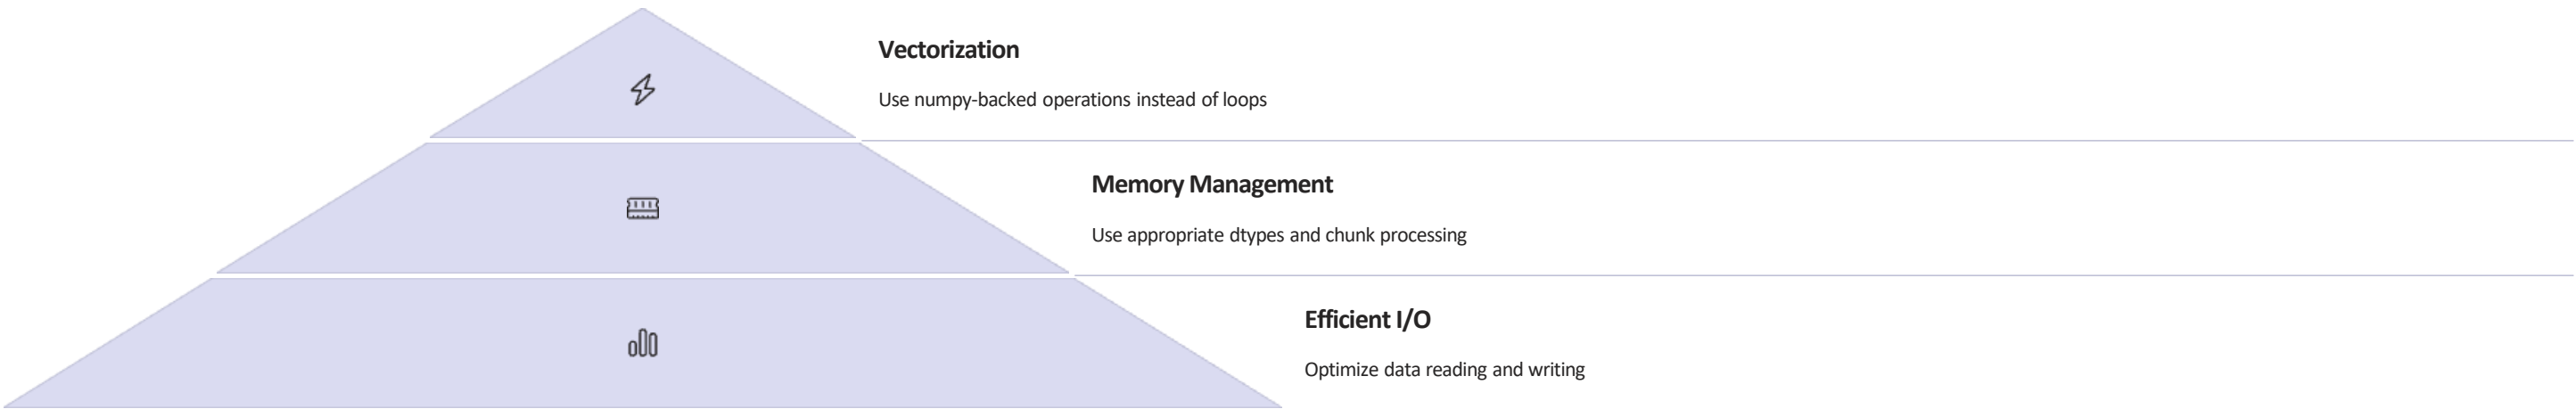 Vectorization
Use numpy-backed operations instead of loops
Memory Management
Use appropriate dtypes and chunk processing
Efficient I/O
Optimize data reading and writing